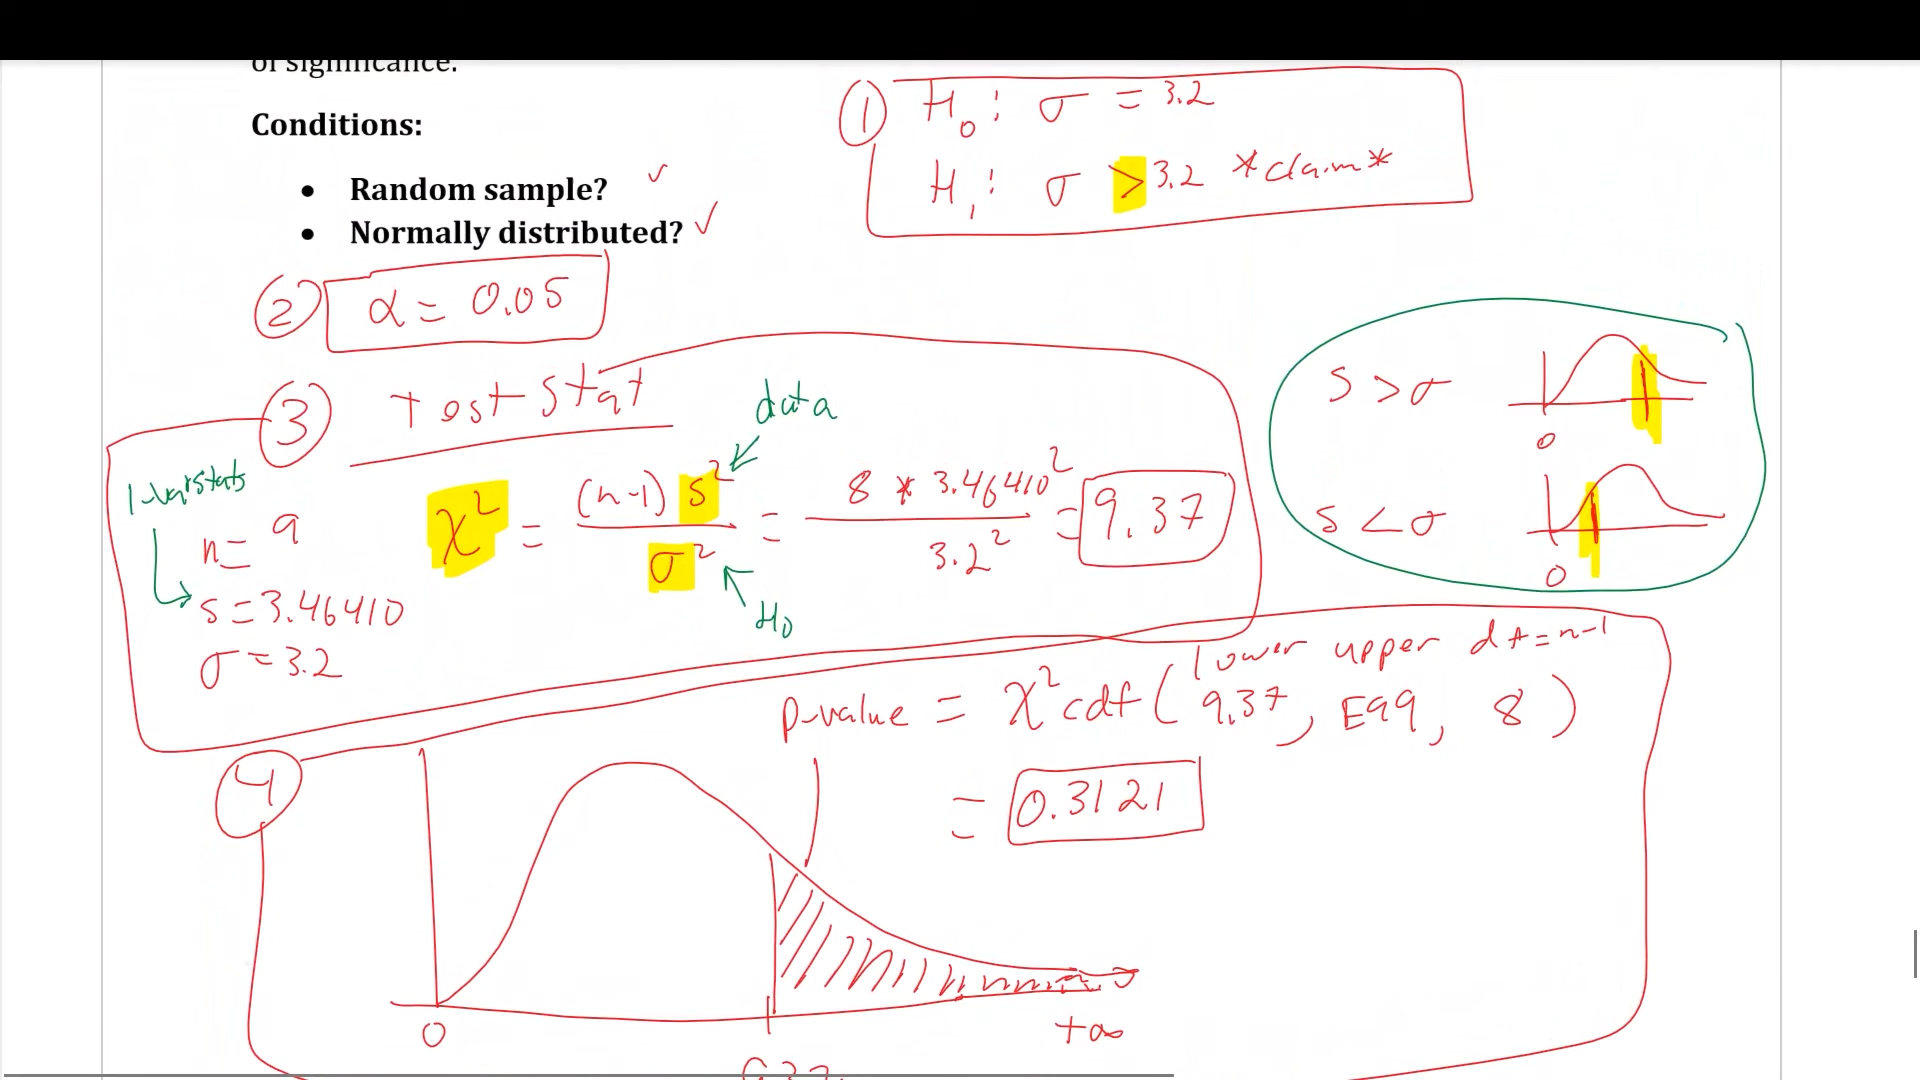 of significance.
Conditions:
• Random sample? ✓
• Normally distributed? ✓
① H₀: σ = 3.2
H₁: σ > 3.2 *claim*
② α = 0.05
③ Test Stat
data
1-VarStats
n = 9
s = 3.46410
σ = 3.2
χ² = (n-1) s² / σ² = 8 * 3.46410² / 3.2² = 9.37
H₀
s > σ
0
s < σ
0
lower upper df = n-1
p-value = χ²cdf(9.37, E99, 8)
= 0.3121
④
0
+∞
9.37